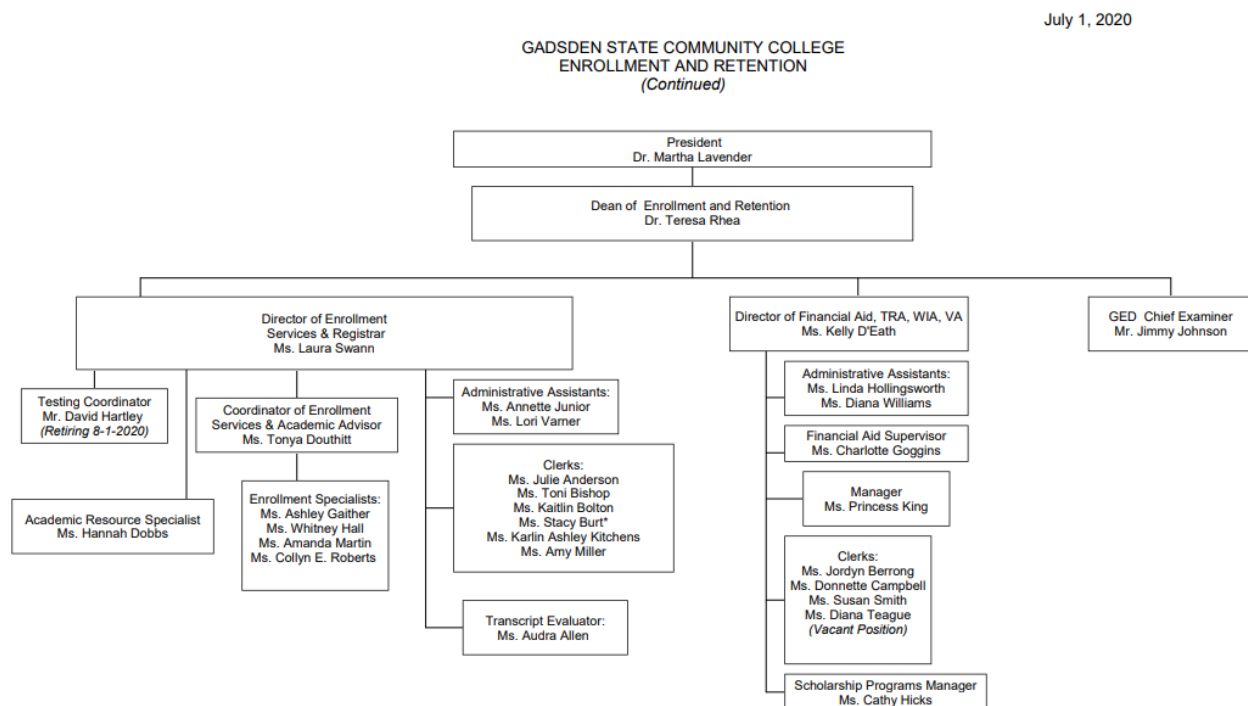 July 1, 2020
GADSDEN STATE COMMUNITY COLLEGE
ENROLLMENT AND RETENTION
(Continued)
President
Dr. Martha Lavender
Dean of Enrollment and Retention
Dr. Teresa Rhea
Director of Enrollment
Services & Registrar
Ms. Laura Swann
Director of Financial Aid, TRA, WIA, VA
Ms. Kelly D'Eath
GED Chief Examiner
Mr. Jimmy Johnson
Testing Coordinator
Mr. David Hartley
(Retiring 8-1-2020)
Academic Resource Specialist
Ms. Hannah Dobbs
Coordinator of Enrollment
Services & Academic Advisor
Ms. Tonya Douthitt
Enrollment Specialists:
Ms. Ashley Gaither
Ms. Whitney Hall
Ms. Amanda Martin
Ms. Collyn E. Roberts
Administrative Assistants:
Ms. Annette Junior
Ms. Lori Varner
Clerks:
Ms. Julie Anderson
Ms. Toni Bishop
Ms. Kaitlin Bolton
Ms. Stacy Burt*
Ms. Karlin Ashley Kitchens
Ms. Amy Miller
Transcript Evaluator:
Ms. Audra Allen
Administrative Assistants:
Ms. Linda Hollingsworth
Ms. Diana Williams
Financial Aid Supervisor
Ms. Charlotte Goggins
Manager
Ms. Princess King
Clerks:
Ms. Jordyn Berrong
Ms. Donnette Campbell
Ms. Susan Smith
Ms. Diana Teague
(Vacant Position)
Scholarship Programs Manager
Ms. Cathy Hicks